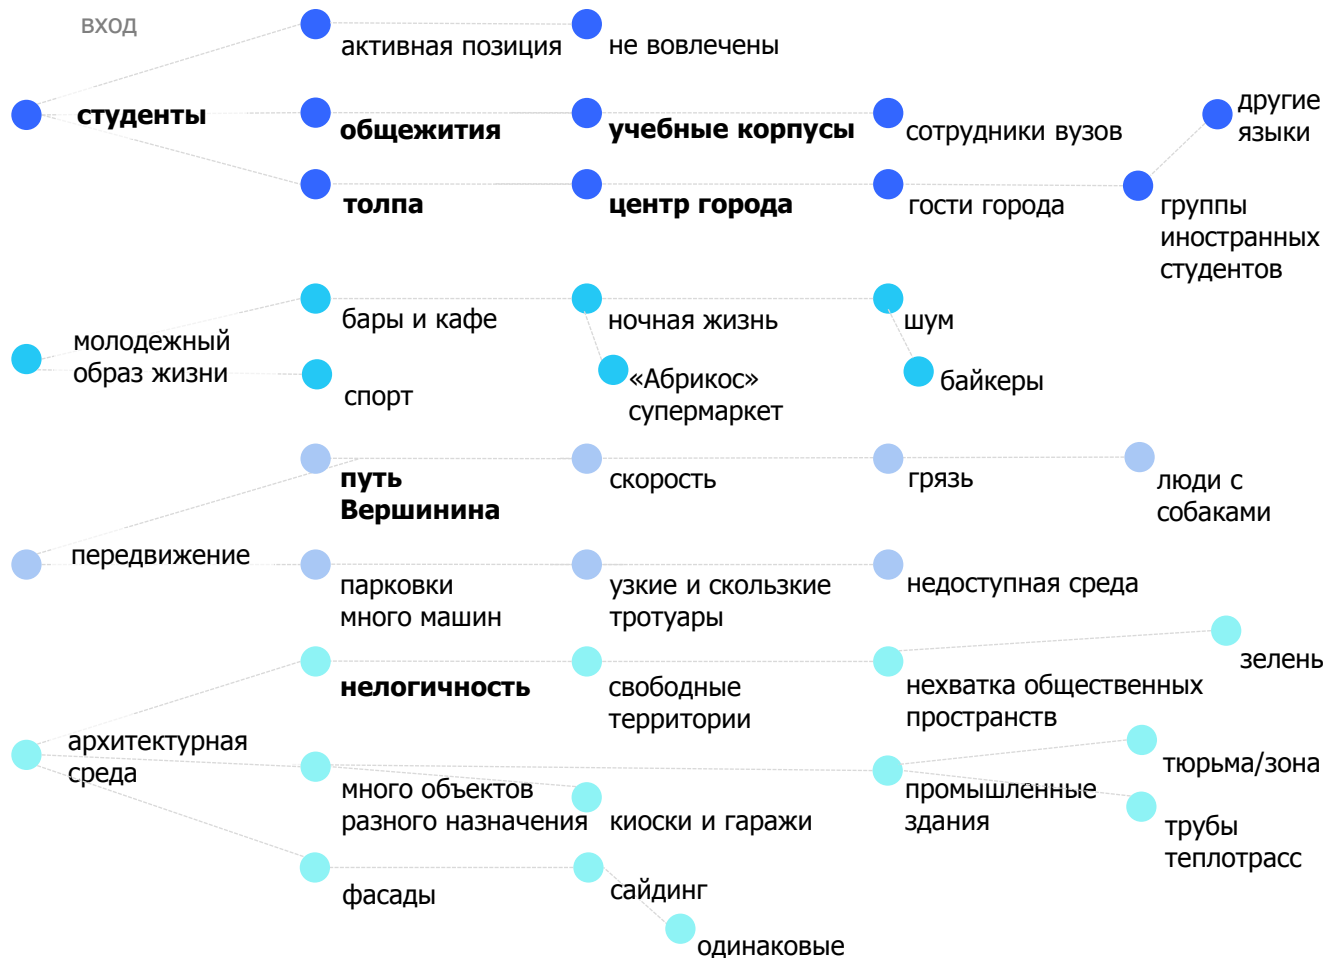 вход
активная позиция
не вовлечены
студенты
общежития
учебные корпусы
сотрудники вузов
другие
языки
толпа
центр города
гости города
группы
иностранных
студентов
молодежный
образ жизни
бары и кафе
ночная жизнь
шум
спорт
«Абрикос»
супермаркет
байкеры
путь
Вершинина
скорость
грязь
люди с
собаками
передвижение
парковки
много машин
узкие и скользкие
тротуары
недоступная среда
нелогичность
свободные
территории
нехватка общественных
пространств
зелень
архитектурная
среда
много объектов
разного назначения
киоски и гаражи
промышленные
здания
тюрьма/зона
трубы
теплотрасс
фасады
сайдинг
одинаковые